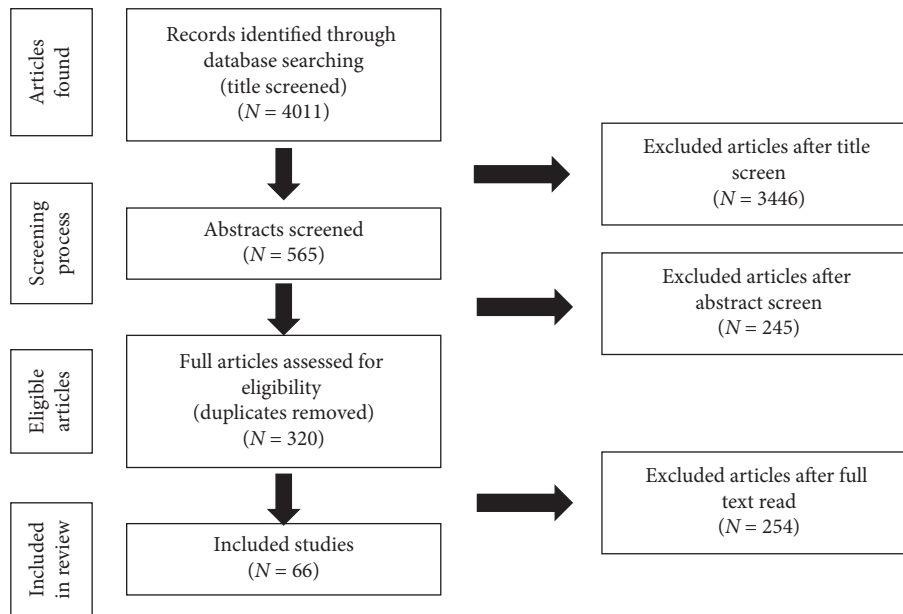 Articles
found
Records identified through
database searching
(title screened)
(N = 4011)
Excluded articles after title
screen
(N = 3446)
Screening
process
Abstracts screened
(N = 565)
Excluded articles after
abstract screen
(N = 245)
Eligible
articles
Full articles assessed for
eligibility
(duplicates removed)
(N = 320)
Excluded articles after full
text read
(N = 254)
Included
in review
Included studies
(N = 66)